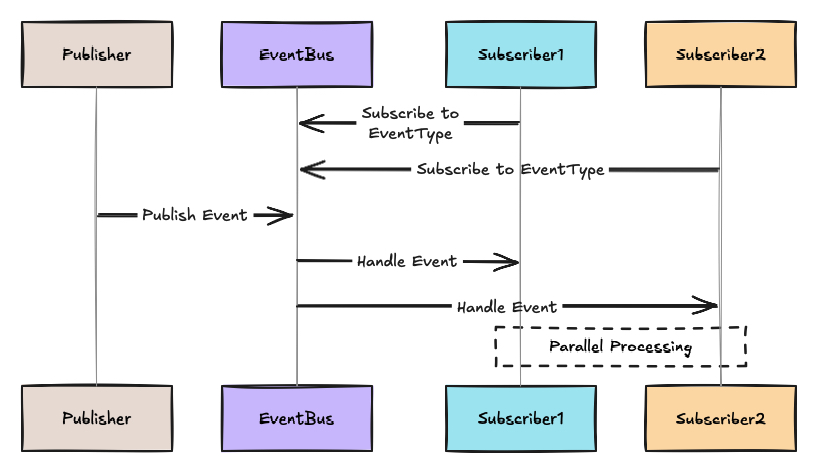 Publisher
EventBus
Subscriber1
Subscriber2
Subscribe to
EventType
Subscribe to EventType
Publish Event
Handle Event
Handle Event
Parallel Processing
Publisher
EventBus
Subscriber1
Subscriber2